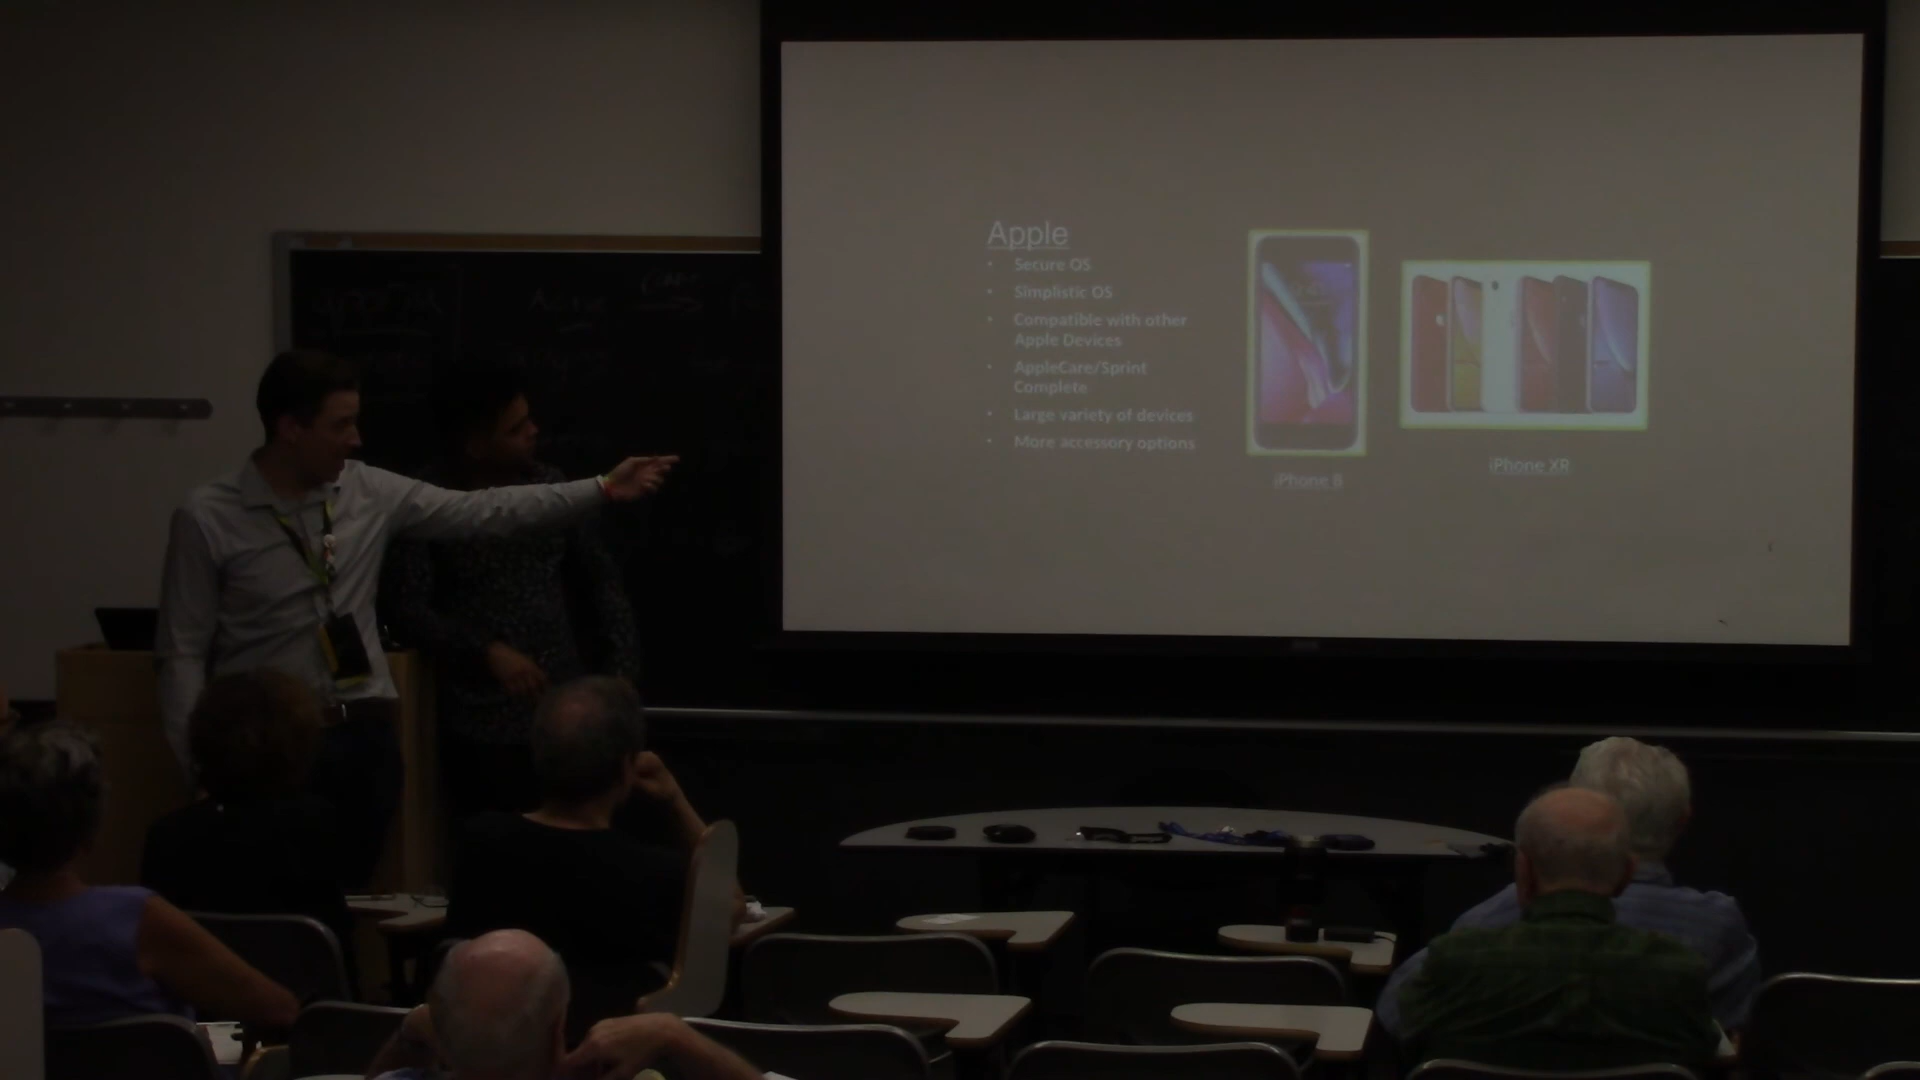 Apple
• Secure OS
• Simplistic OS
• Compatible with other
Apple Devices
• AppleCare/Sprint
Complete
• Large variety of devices
• More accessory options
iPhone 8
iPhone XR